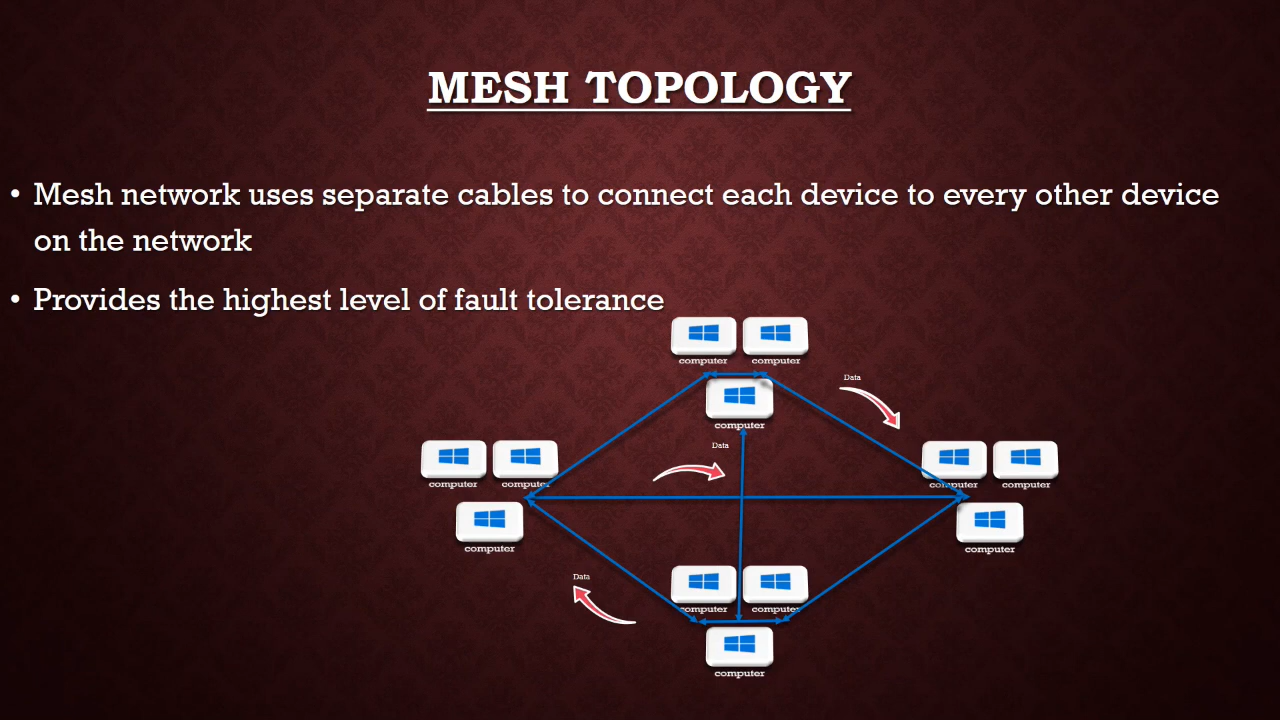 MESH TOPOLOGY
• Mesh network uses separate cables to connect each device to every other device
on the network
• Provides the highest level of fault tolerance
computer computer
Data
computer
Data
computer computer
computer computer
computer
computer
Data
computer computer
computer